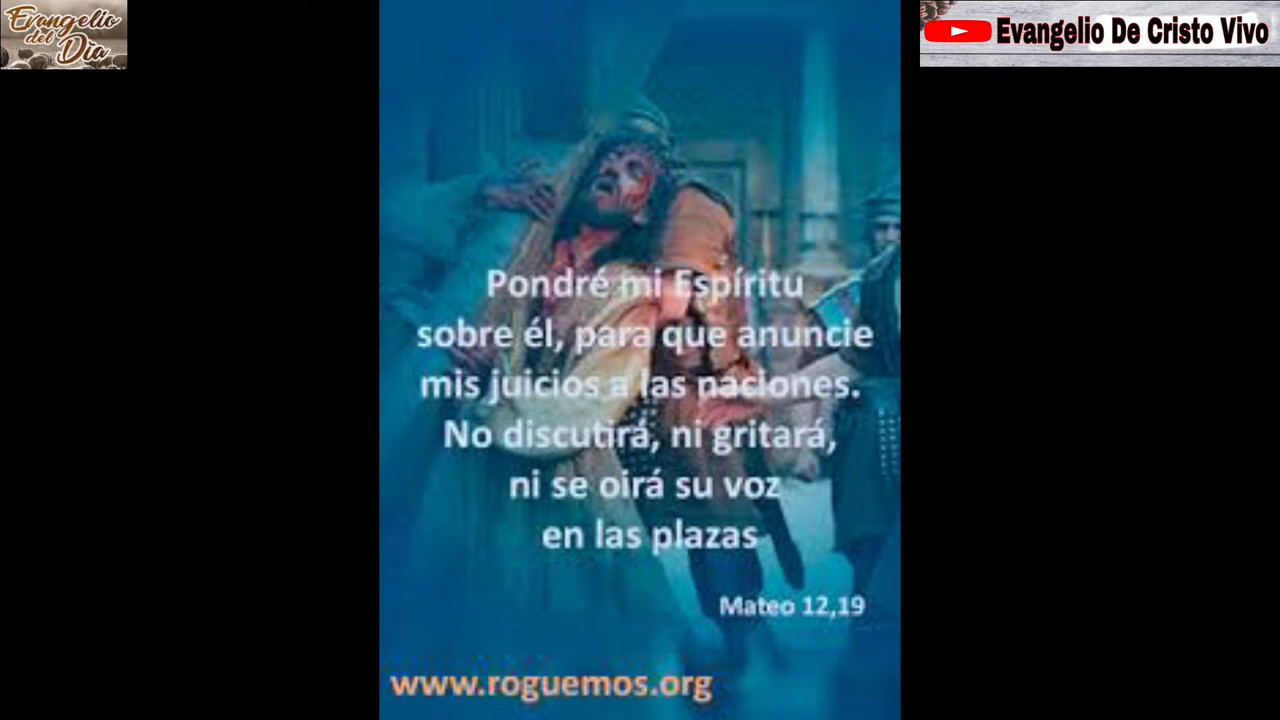 Evangelio
del
Día
Evangelio De Cristo Vivo
Pondré mi Espíritu
sobre él, para que anuncie
mis juicios a las naciones.
No discutirá, ni gritará,
ni se oirá su voz
en las plazas
Mateo 12,19
www.roguemos.org